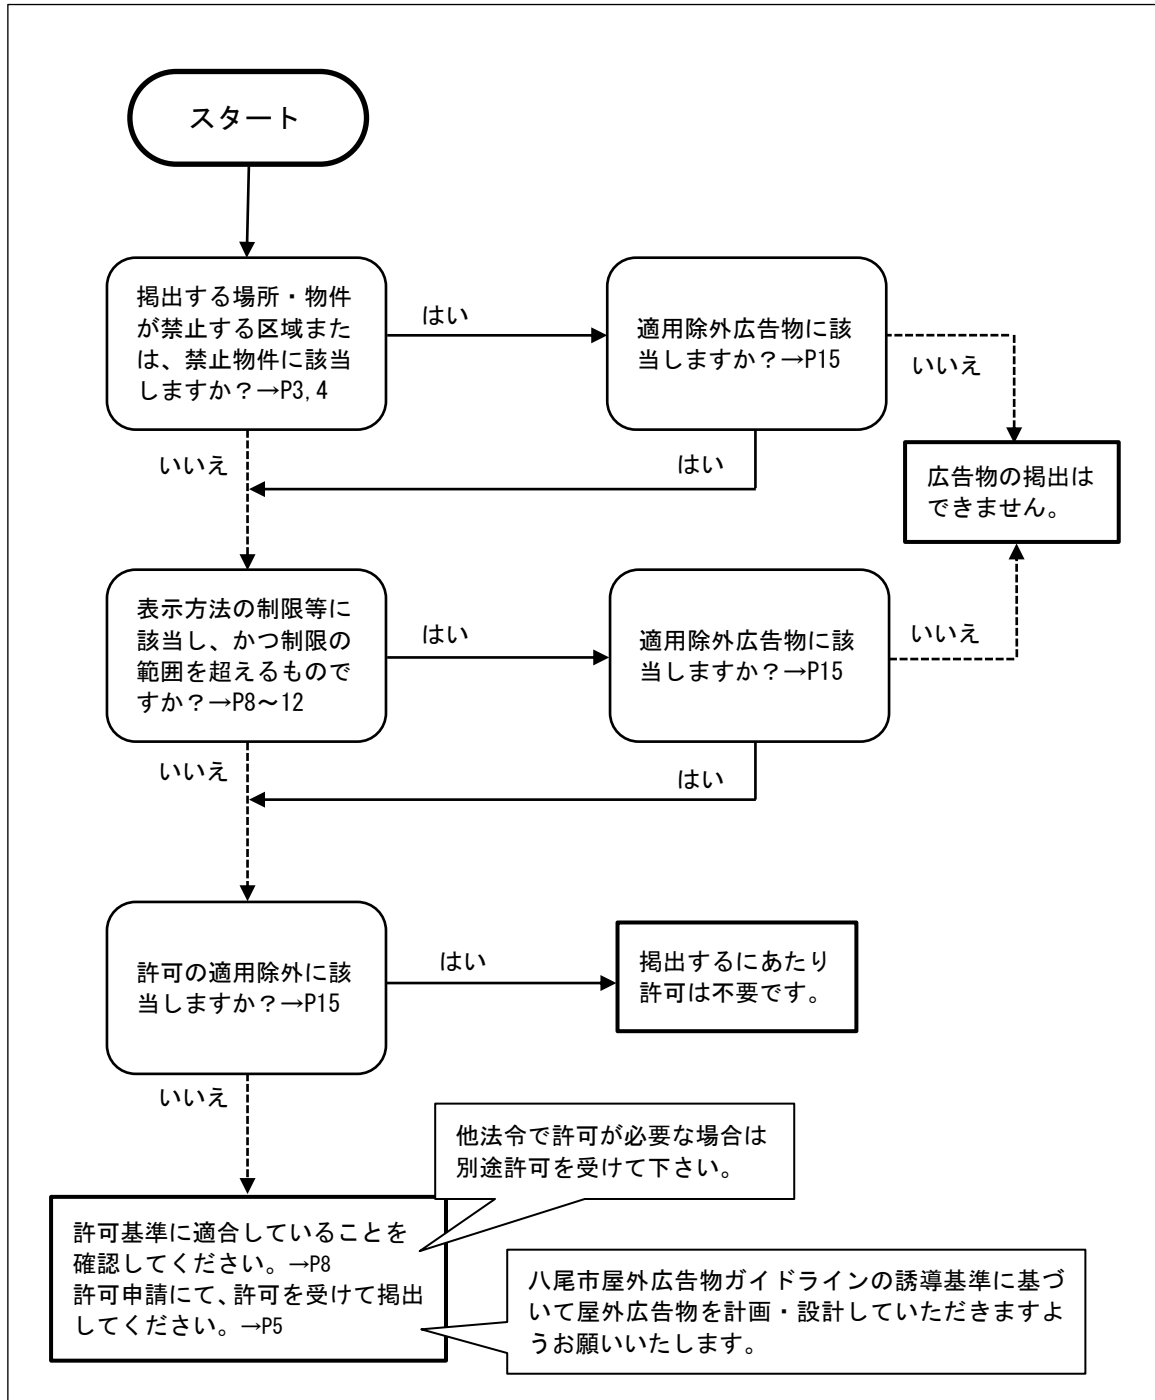 スタート
掲出する場所・物件
が禁止する区域また
は、禁止物件に該当
しますか？→P3,4
はい
適用除外広告物に該
当しますか？→P15
いいえ
いいえ
はい
広告物の掲出は
できません。
表示方法の制限等に
該当し、かつ制限の
範囲を超えるもので
すか？→P8～12
はい
適用除外広告物に該
当しますか？→P15
いいえ
いいえ
はい
許可の適用除外に該
当しますか？→P15
はい
掲出するにあたり
許可は不要です。
いいえ
他法令で許可が必要な場合は
別途許可を受けて下さい。
許可基準に適合していることを
確認してください。→P8
許可申請にて、許可を受けて掲出
してください。→P5
八尾市屋外広告物ガイドラインの誘導基準に基づ
いて屋外広告物を計画・設計していただきますよ
うお願いいたします。